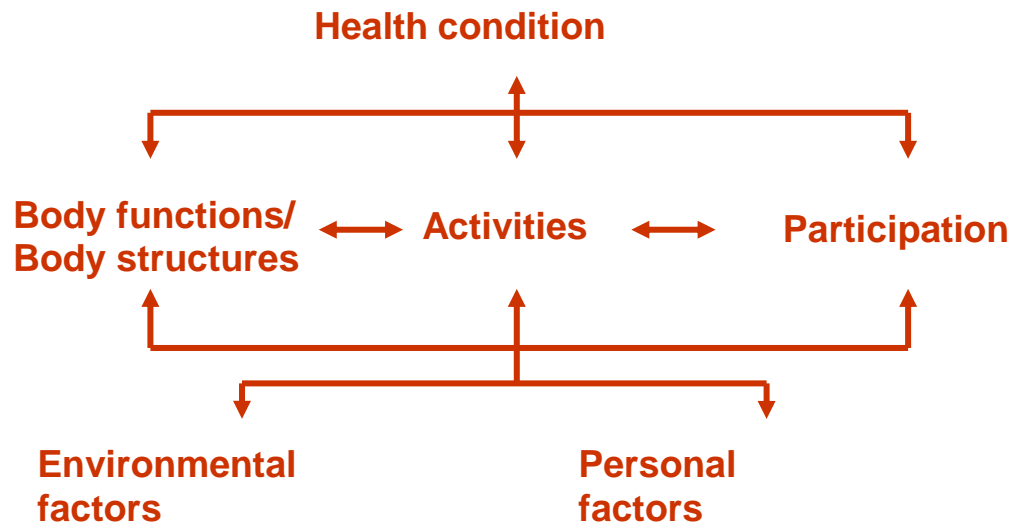 Health condition
Body functions/
Body structures
Activities
Participation
Environmental
factors
Personal
factors